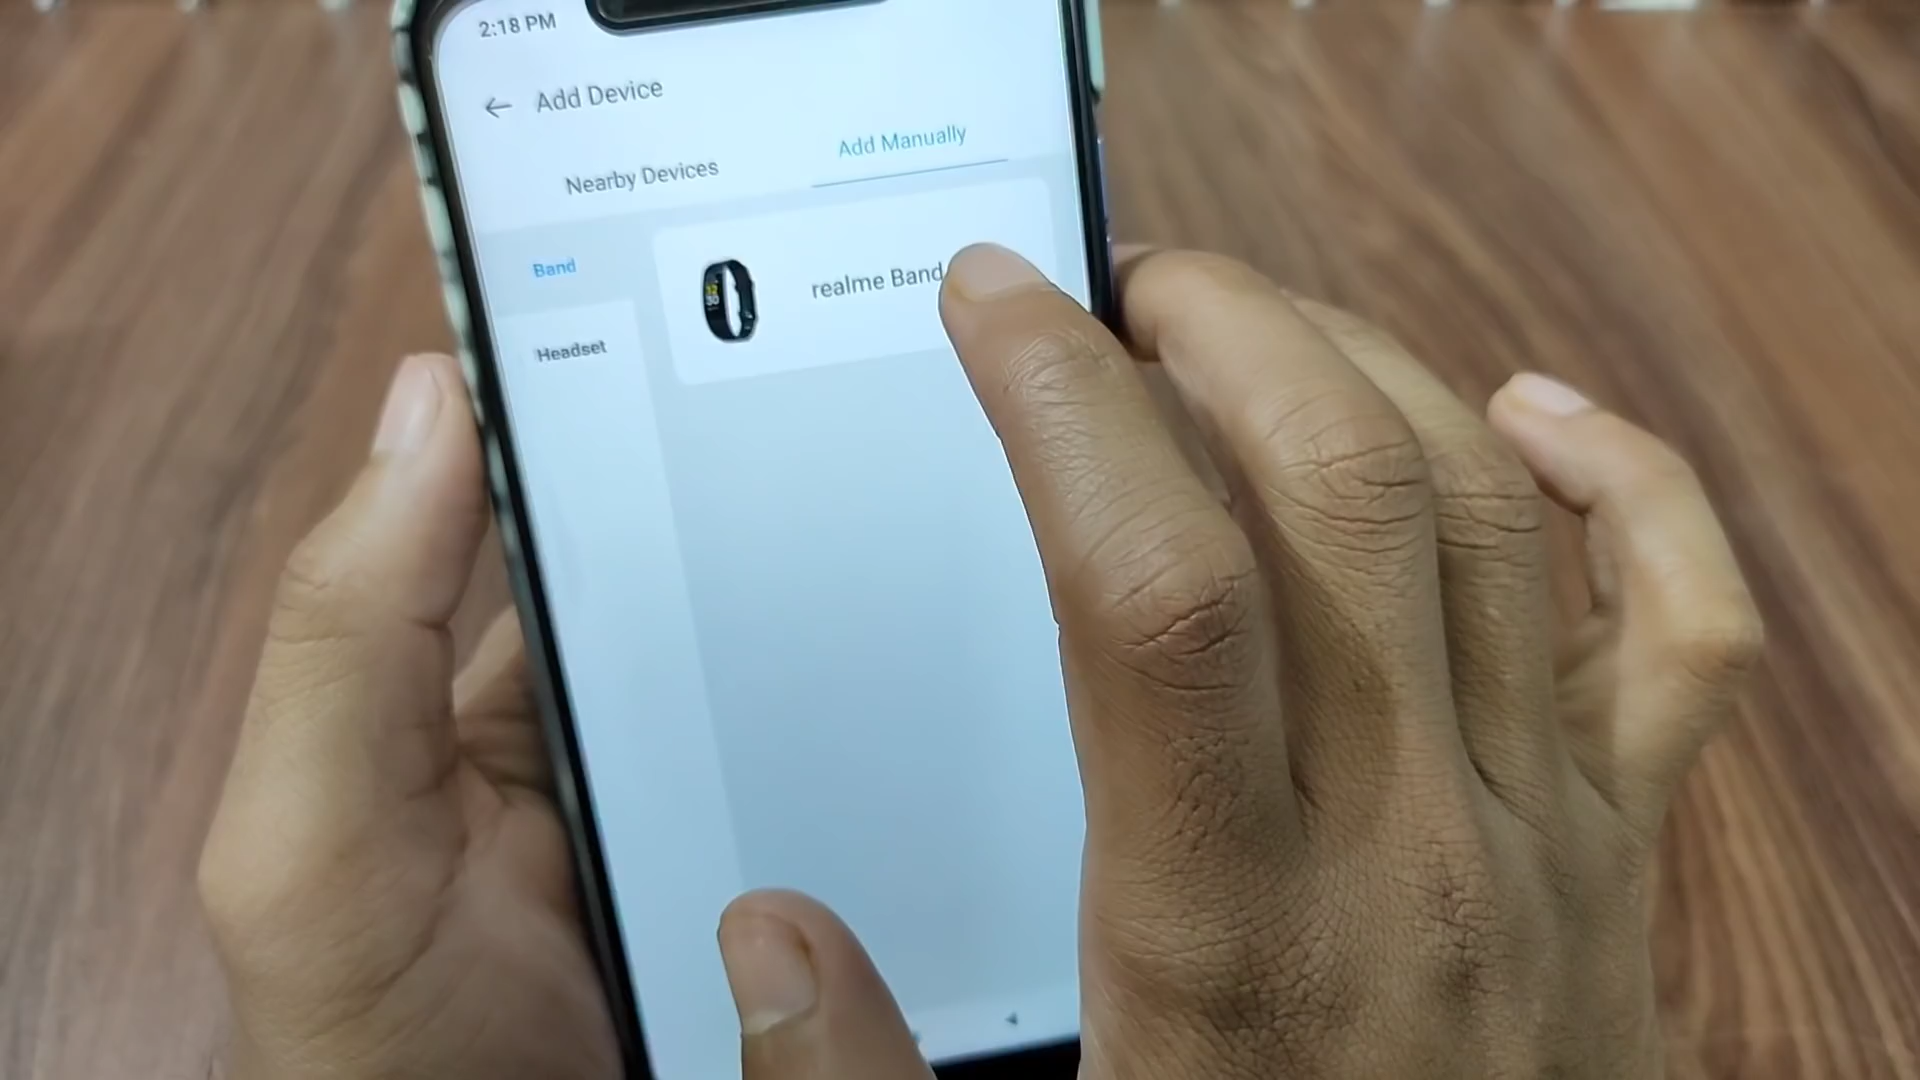 2:18 PM
Add Device
Nearby Devices
Add Manually
Band
realme Band
Headset